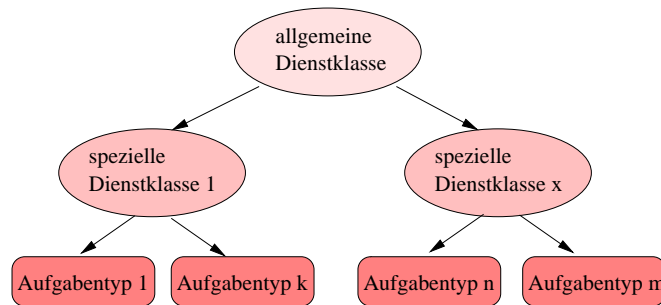 allgemeine
Dienstklasse
spezielle
Dienstklasse 1
spezielle
Dienstklasse x
Aufgabentyp 1
Aufgabentyp k
Aufgabentyp n
Aufgabentyp m